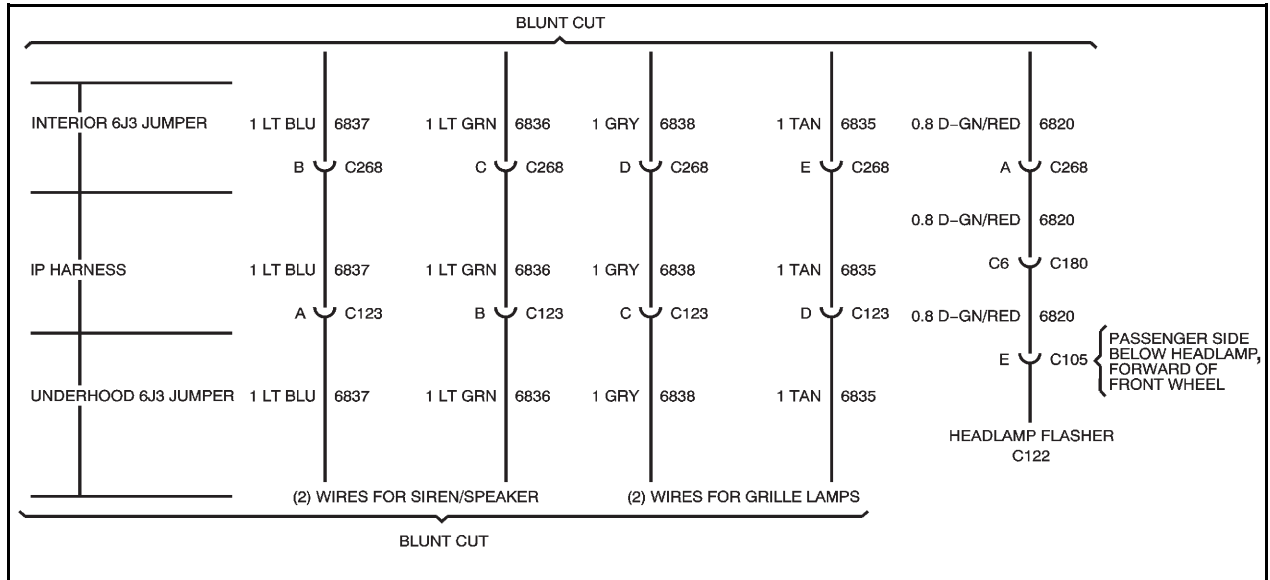 BLUNT CUT
INTERIOR 6J3 JUMPER 1 LT BLU 6837 1 LT GRN 6836 1 GRY 6838 1 TAN 6835 0.8 D-GN/RED 6820
B C268 C C268 D C268 E C268 A C268
0.8 D-GN/RED 6820
IP HARNESS 1 LT BLU 6837 1 LT GRN 6836 1 GRY 6838 1 TAN 6835 C6 C180
A C123 B C123 C C123 D C123 0.8 D-GN/RED 6820
E C105
PASSENGER SIDE
BELOW HEADLAMP,
FORWARD OF
FRONT WHEEL
UNDERHOOD 6J3 JUMPER 1 LT BLU 6837 1 LT GRN 6836 1 GRY 6838 1 TAN 6835
HEADLAMP FLASHER
C122
(2) WIRES FOR SIREN/SPEAKER (2) WIRES FOR GRILLE LAMPS
BLUNT CUT